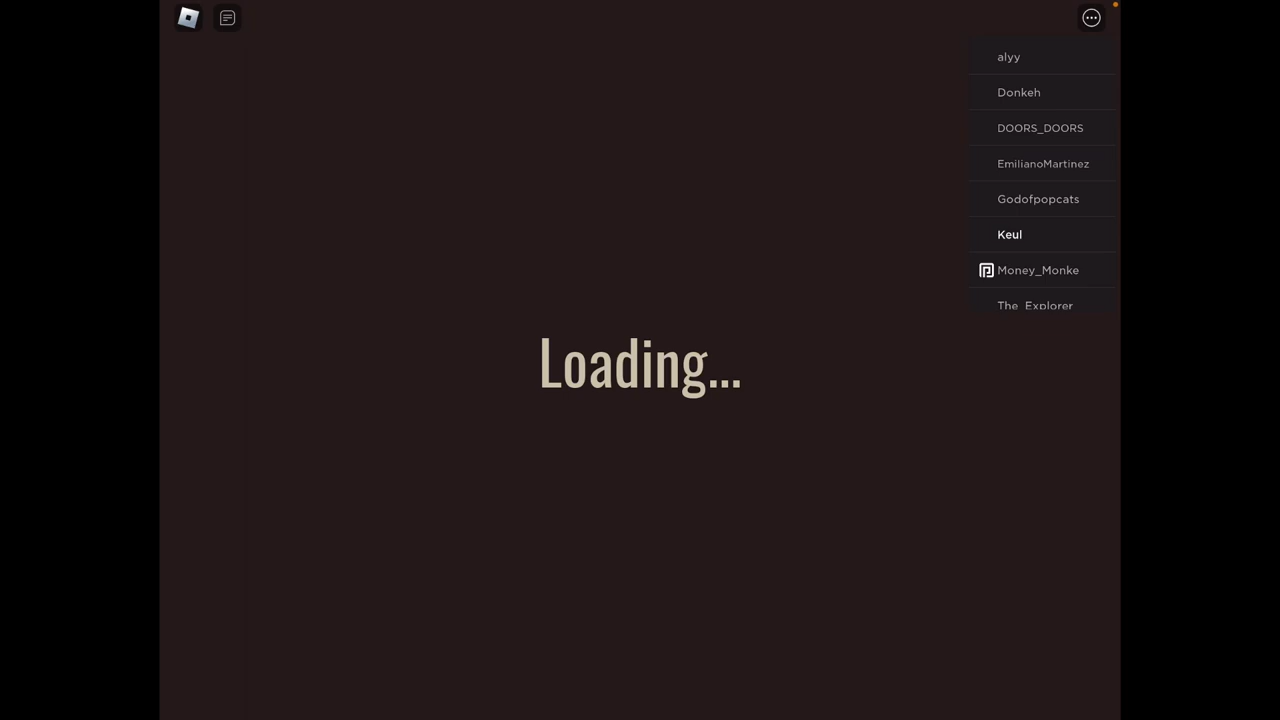 alyy
Donkeh
DOORS_DOORS
EmilianoMartinez
Godofpopcats
Keul
Money_Monke
The_Explorer
Loading...